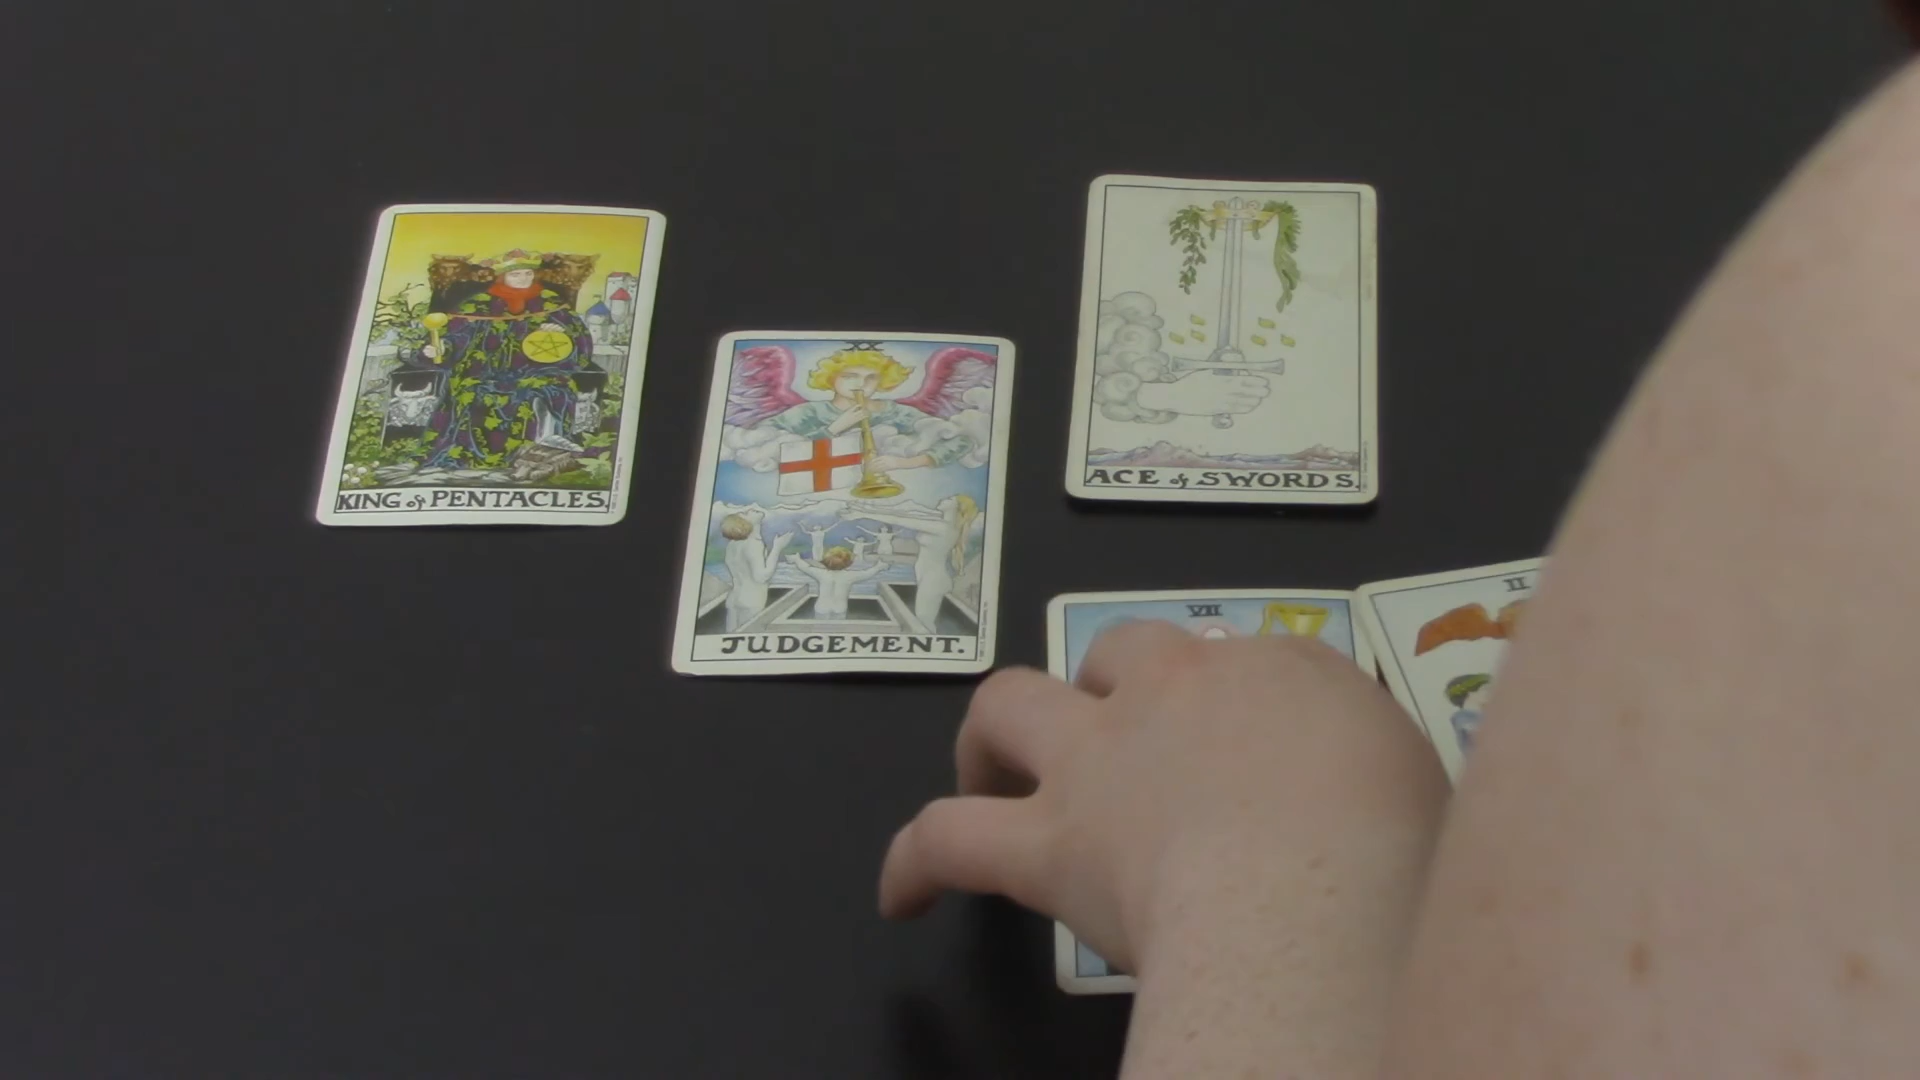 KING of PENTACLES.
XX
JUDGEMENT.
ACE of SWORDS.
VII
II